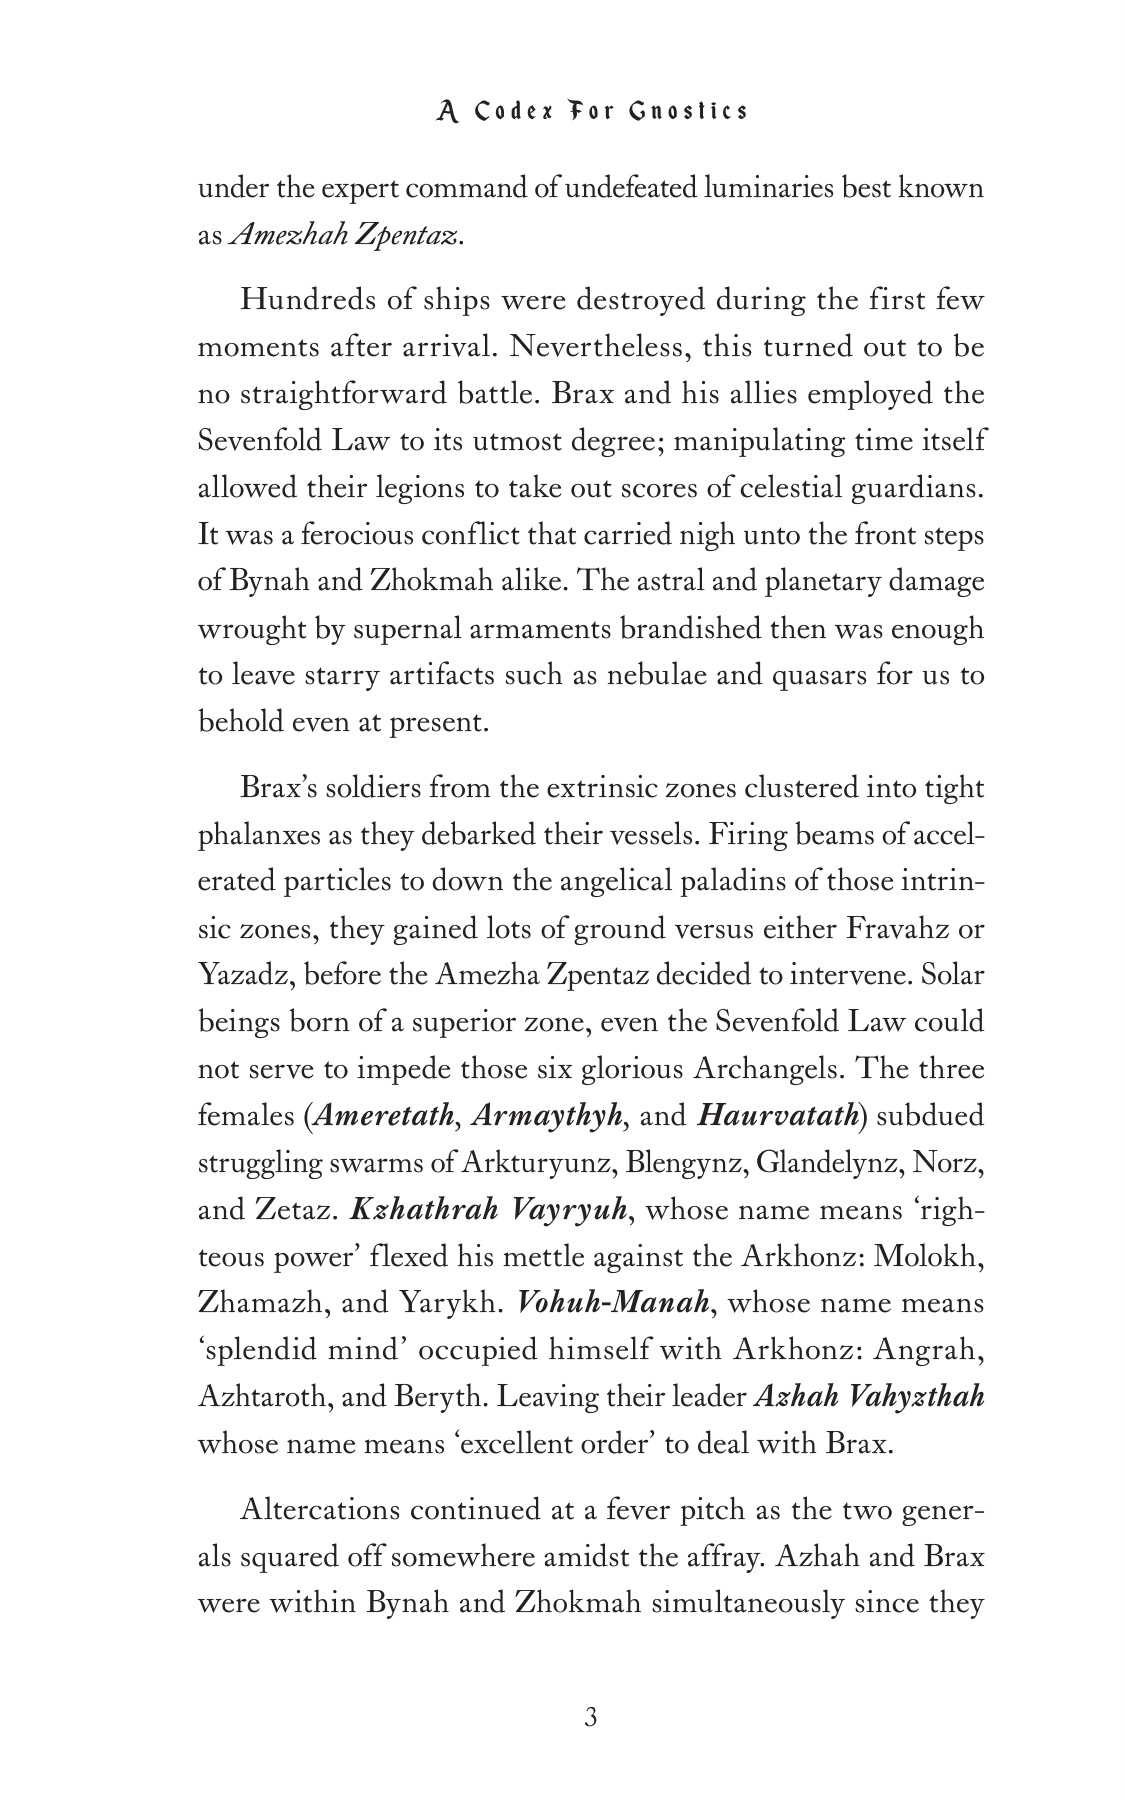 A Codex For Gnostics
under the expert command of undefeated luminaries best known
as Amezhah Zpentaz.
Hundreds of ships were destroyed during the first few
moments after arrival. Nevertheless, this turned out to be
no straightforward battle. Brax and his allies employed the
Sevenfold Law to its utmost degree; manipulating time itself
allowed their legions to take out scores of celestial guardians.
It was a ferocious conflict that carried nigh unto the front steps
of Bynah and Zhokmah alike. The astral and planetary damage
wrought by supernal armaments brandished then was enough
to leave starry artifacts such as nebulae and quasars for us to
behold even at present.
Brax’s soldiers from the extrinsic zones clustered into tight
phalanxes as they debarked their vessels. Firing beams of accel-
erated particles to down the angelical paladins of those intrin-
sic zones, they gained lots of ground versus either Fravahz or
Yazadz, before the Amezha Zpentaz decided to intervene. Solar
beings born of a superior zone, even the Sevenfold Law could
not serve to impede those six glorious Archangels. The three
females (Ameretath, Armaythyh, and Haurvatath) subdued
struggling swarms of Arkturyunz, Blengynz, Glandelynz, Norz,
and Zetaz. Kzhathrah Vayryuh, whose name means ‘righ-
teous power’ flexed his mettle against the Arkhonz: Molokh,
Zhamazh, and Yarykh. Vohuh-Manah, whose name means
‘splendid mind’ occupied himself with Arkhonz: Angrah,
Azhtaroth, and Beryth. Leaving their leader Azhah Vahyzthah
whose name means ‘excellent order’ to deal with Brax.
Altercations continued at a fever pitch as the two gener-
als squared off somewhere amidst the affray. Azhah and Brax
were within Bynah and Zhokmah simultaneously since they
3